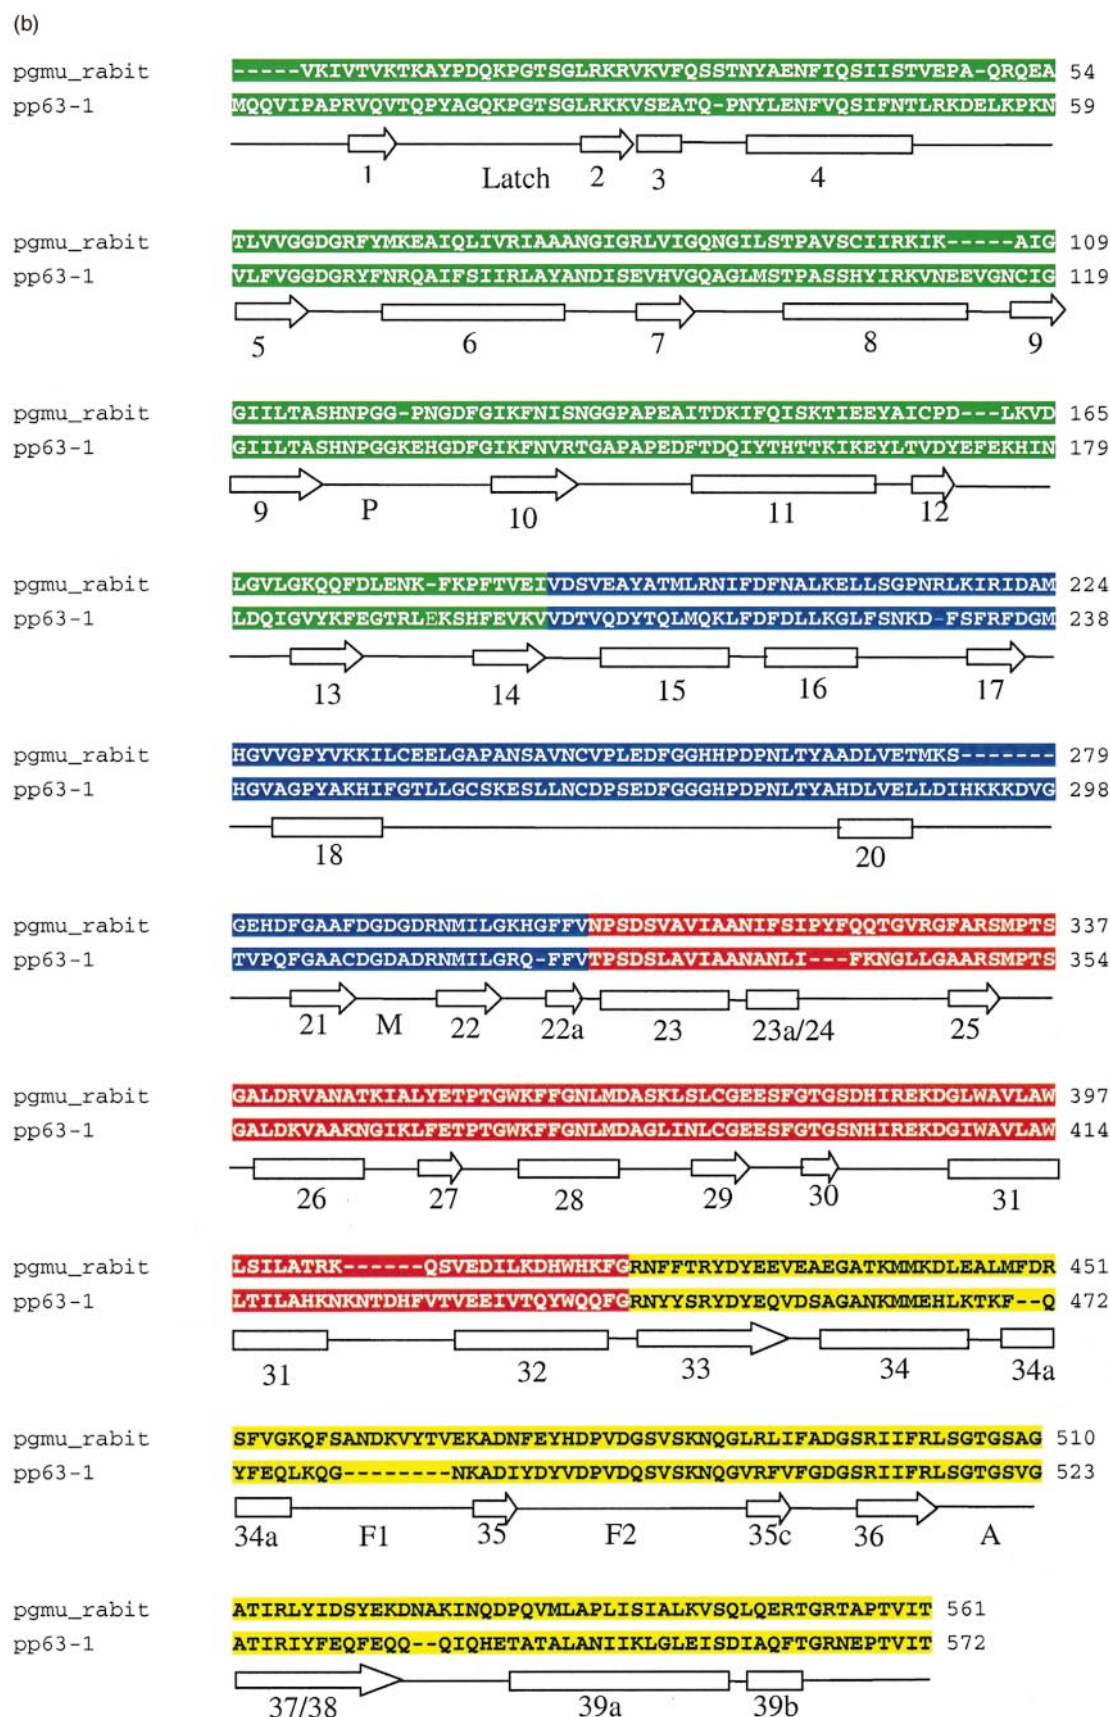 (b)
pgmu_rabit -----VKIVTVKTKAYPDQKPGTSGLRKRVKVFQSSTNYAENFIQSIISTVEPA-QRQEA 54
pp63-1 MQQVIPAPRVQVTQPYAGQKPGTSGLRKKVSEATQ-PNYLENFVQSIFNTLRKDELKPKN 59
1 Latch 2 3 4
pgmu_rabit TLVVGGDGRFYMKEAIQLIVRIAAANGIGRLVIGQNGILSTPAVSCIIRKIK-----AIG 109
pp63-1 VLFVGGDGRYFNRQAIFSIIRLAYANDISEVHVGQAGLMSTPASSHYIRKVNEEVGNCIG 119
5 6 7 8 9
pgmu_rabit GIILTASHNPGG-PNGDFGIKFNISNGGPAPEAITDKIFQISKTIEEYAICPD---LKVD 165
pp63-1 GIILTASHNPGGKEHGDFGIKFNVRTGAPAPEDFTDQIYTHTTKIKEYLTVDYEFEKHIN 179
9 P 10 11 12
pgmu_rabit LGVLGKQQFDLENK-FKPFTVEIVDSVEAYATMLRNIFDFNALKELLSGPNRLKIRIDAM 224
pp63-1 LDQIGVYKFEGTRLEKSHFEVKVVDTVQDYTQLMQKLFDFDLLKGLFSNKD-FSFRFDGM 238
13 14 15 16 17
pgmu_rabit HGVVGPYVKKILCEELGAPANSAVNCVPLEDFGGHHPDPNLTYAADLVETMKS------- 279
pp63-1 HGVAGPYAKHIFGTLLGCSKESLLNCDPSEDFGGGHPDPNLTYAHDLVELLDIHKKKDVG 298
18 20
pgmu_rabit GEHDFGAAFDGDGDRNMILGKHGFFVNPSDSVAVIAANIFSIPYFQQTGVRGFARSMPTS 337
pp63-1 TVPQFGAACDGDADRNMILGRQ-FFVTPSDSLAVIAANANLI---FKNGLLGAARSMPTS 354
21 M 22 22a 23 23a/24 25
pgmu_rabit GALDRVANATKIALYETPTGWKFFGNLMDASKLSLCGEESFGTGSDHIREKDGLWAVLAW 397
pp63-1 GALDKVAAKNGIKLFETPTGWKFFGNLMDAGLINLCGEESFGTGSNHIREKDGIWAVLAW 414
26 27 28 29 30 31
pgmu_rabit LSILATRK------QSVEDILKDHWHKFGRNFFTRYDYEEVEAEGATKMMKDLEALMFDR 451
pp63-1 LTILAHKNKNTDHFVTVEEIVTQYWQQFGRNYYSRYDYEQVDSAGANKMMEHLKTKF--Q 472
31 32 33 34 34a
pgmu_rabit SFVGKQFSANDKVYTVEKADNFEYHDPVDGSVSKNQGLRLIFADGSRIIFRLSGTGSAG 510
pp63-1 YFEQLKQG--------NKADIYDYVDPVDQSVSKNQGVRFVFGDGSRIIFRLSGTGSVG 523
34a F1 35 F2 35c 36 A
pgmu_rabit ATIRLYIDSYEKDNAKINQDPQVMLAPLISIALKVSQLQERTGRTAPTVIT 561
pp63-1 ATIRIYFEQFEQQ--QIQHETATALANIIKLGLEISDIAQFTGRNEPTVIT 572
37/38 39a 39b